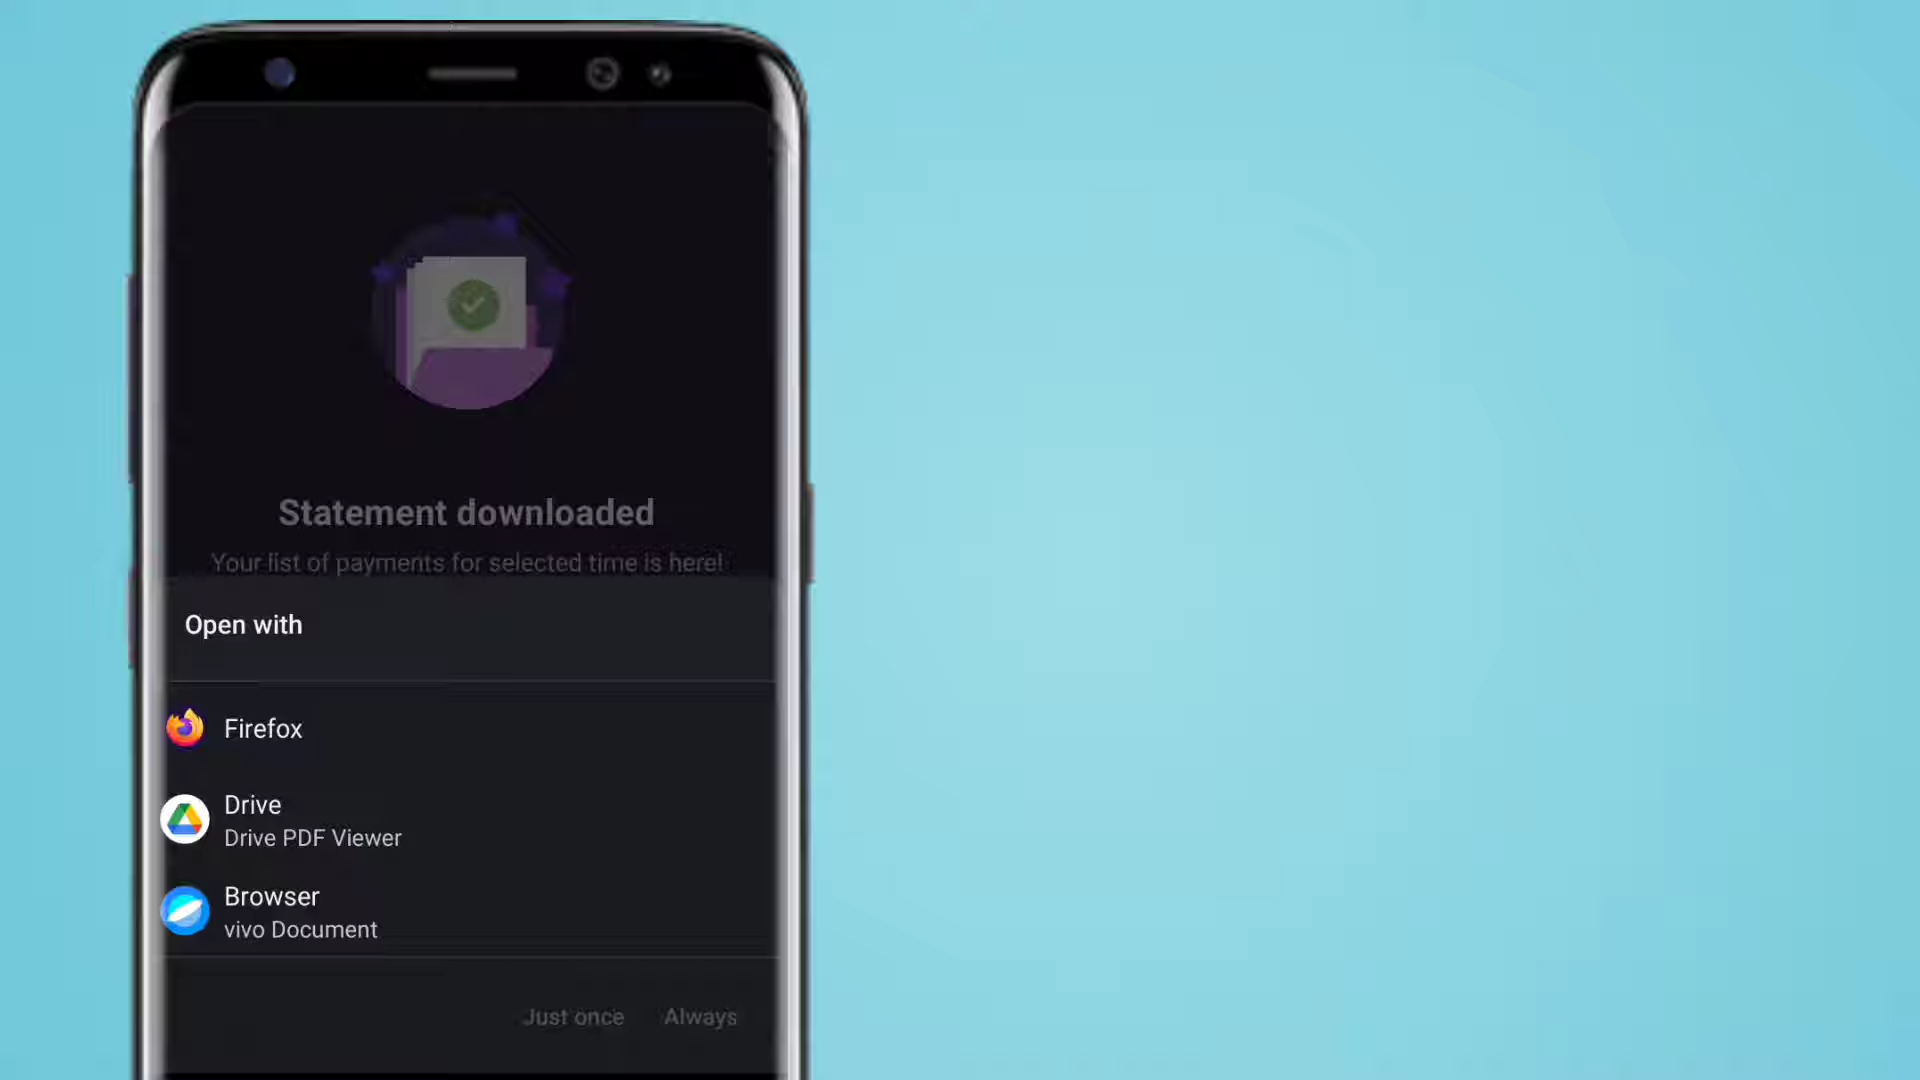 Statement downloaded
Your list of payments for selected time is here!
Open with
Firefox
Drive
Drive PDF Viewer
Browser
vivo Document
Just once Always